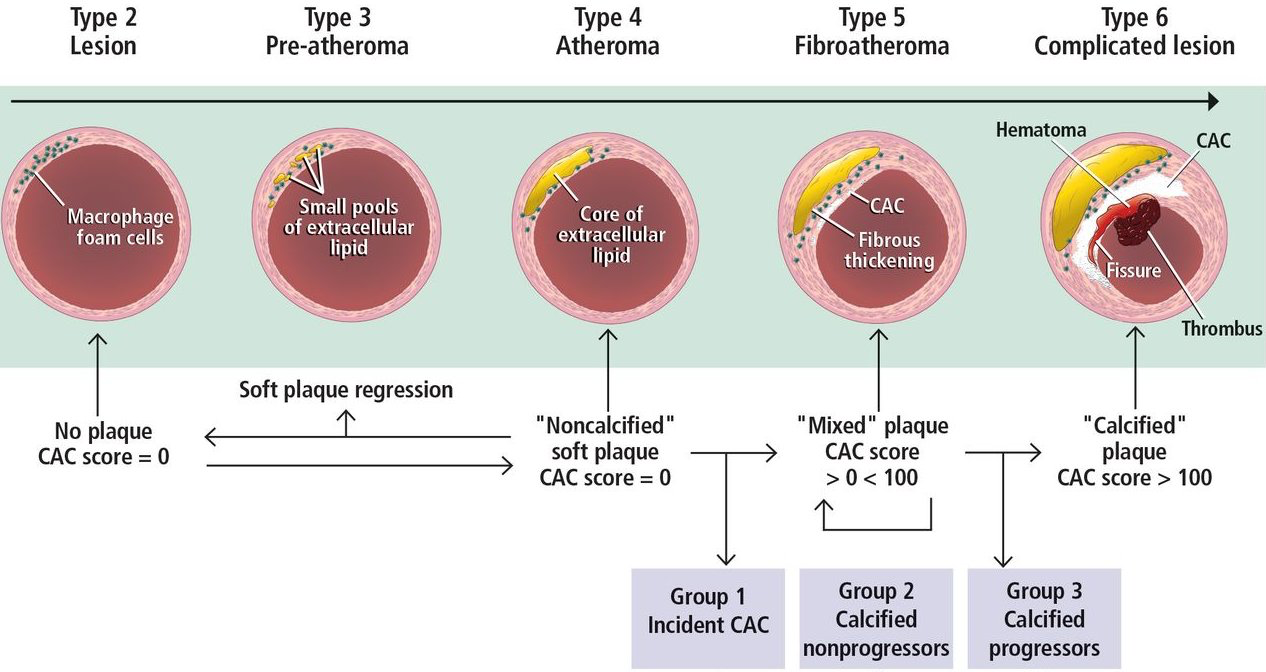 Type 2
Lesion
Type 3
Pre-atheroma
Type 4
Atheroma
Type 5
Fibroatheroma
Type 6
Complicated lesion
Macrophage
foam cells
Small pools
of extracellular
lipid
Core of
extracellular
lipid
CAC
Fibrous
thickening
Hematoma
CAC
Fissure
Thrombus
No plaque
CAC score = 0
Soft plaque regression
"Noncalcified"
soft plaque
CAC score = 0
"Mixed" plaque
CAC score
> 0 < 100
"Calcified"
plaque
CAC score > 100
Group 1
Incident CAC
Group 2
Calcified
nonprogressors
Group 3
Calcified
progressors